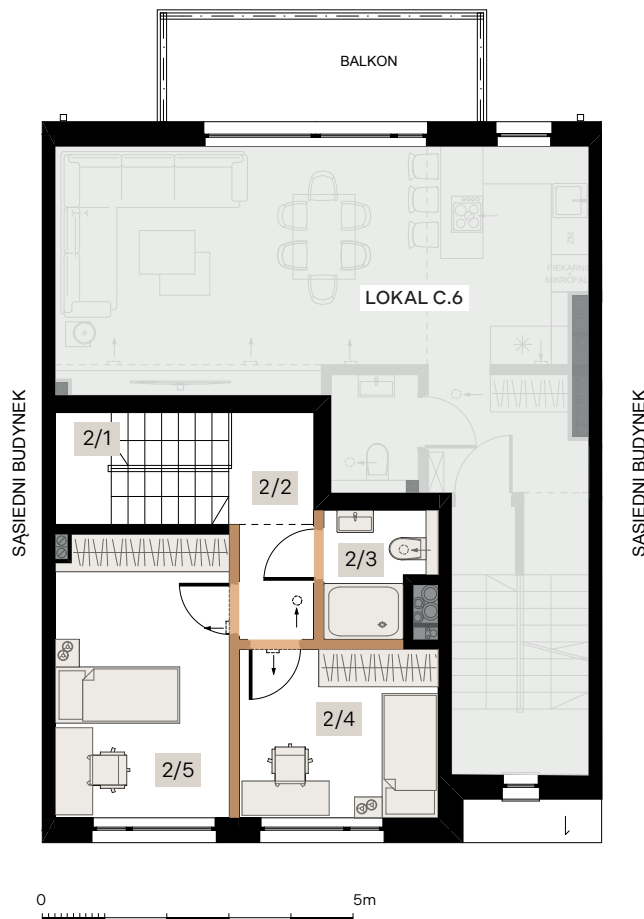 BALKON
ZM
PIEKARNIK
MIKROFALA
LOKAL C.6
SĄSIEDNI BUDYNEK
SĄSIEDNI BUDYNEK
2/1
2/2
2/3
2/4
2/5
0 5m